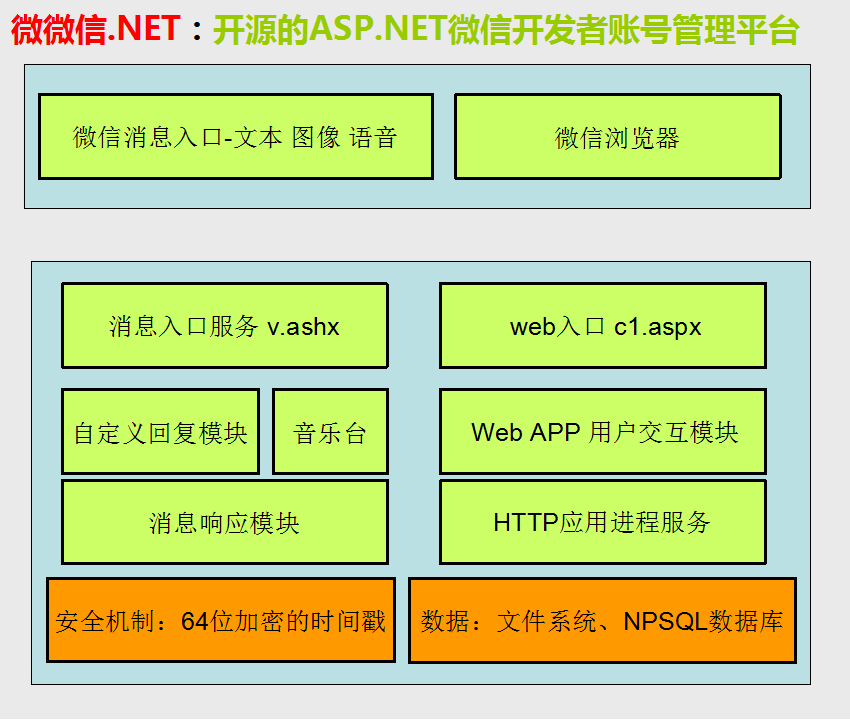 微微信.NET：开源的ASP.NET微信开发者账号管理平台
微信消息入口-文本 图像 语音
微信浏览器
消息入口服务 v.ashx
web入口 c1.aspx
自定义回复模块
音乐台
Web APP 用户交互模块
消息响应模块
HTTP应用进程服务
安全机制：64位加密的时间戳
数据：文件系统、NPSQL数据库